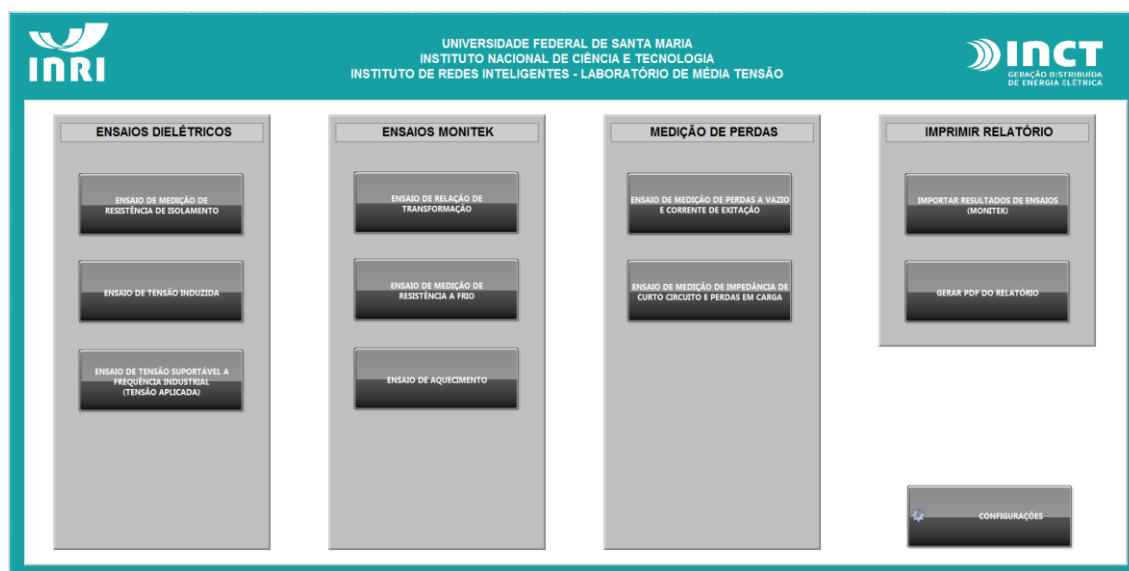 INRI
UNIVERSIDADE FEDERAL DE SANTA MARIA
INSTITUTO NACIONAL DE CIÊNCIA E TECNOLOGIA
INSTITUTO DE REDES INTELIGENTES - LABORATÓRIO DE MÉDIA TENSÃO
INCT
GERAÇÃO DISTRIBUÍDA
DE ENERGIA ELÉTRICA
ENSAIOS DIELÉTRICOS
ENSAIO DE MEDIÇÃO DE
RESISTÊNCIA DE ISOLAMENTO
ENSAIO DE TENSÃO INDUZIDA
ENSAIO DE TENSÃO SUPORTÁVEL A
FREQUÊNCIA INDUSTRIAL
(TENSÃO APLICADA)
ENSAIOS MONITEK
ENSAIO DE RELAÇÃO DE
TRANSFORMAÇÃO
ENSAIO DE MEDIÇÃO DE
RESISTÊNCIA A FRIO
ENSAIO DE AQUECIMENTO
MEDIÇÃO DE PERDAS
ENSAIO DE MEDIÇÃO DE PERDAS A VAZIO
E CORRENTE DE EXITAÇÃO
ENSAIO DE MEDIÇÃO DE IMPEDÂNCIA DE
CURTO CIRCUITO E PERDAS EM CARGA
IMPRIMIR RELATÓRIO
IMPORTAR RESULTADOS DE ENSAIOS
(MONITEK)
GERAR PDF DO RELATÓRIO
CONFIGURAÇÕES